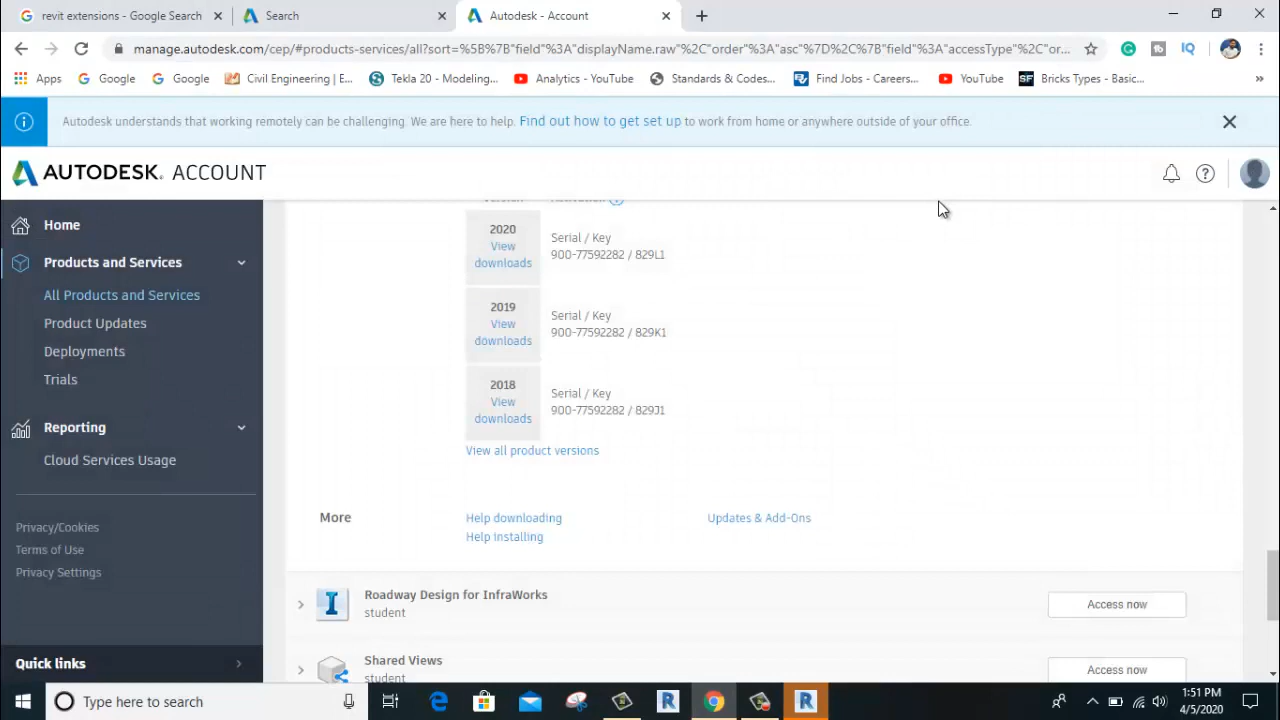 revit extensions - Google Search
Search
Autodesk - Account
manage.autodesk.com/cep/#products-services/all?sort=%5B%7B"field"%3A"displayName.raw"%2C"order"%3A"asc"%7D%2C%7B"field"%3A"accessType"%2C"or...
Apps
Google
Google
Civil Engineering | E...
Tekla 20 - Modeling...
Analytics - YouTube
Standards & Codes...
Find Jobs - Careers...
YouTube
Bricks Types - Basic...
Autodesk understands that working remotely can be challenging. We are here to help. Find out how to get set up to work from home or anywhere outside of your office.
AUTODESK. ACCOUNT
Home
Products and Services
All Products and Services
Product Updates
Deployments
Trials
Reporting
Cloud Services Usage
Privacy/Cookies
Terms of Use
Privacy Settings
Quick links
2020
View
downloads
Serial / Key
900-77592282 / 829L1
2019
View
downloads
Serial / Key
900-77592282 / 829K1
2018
View
downloads
Serial / Key
900-77592282 / 829J1
View all product versions
More
Help downloading
Updates & Add-Ons
Help installing
Roadway Design for InfraWorks
student
Access now
Shared Views
student
Access now
Type here to search
1:51 PM
4/5/2020